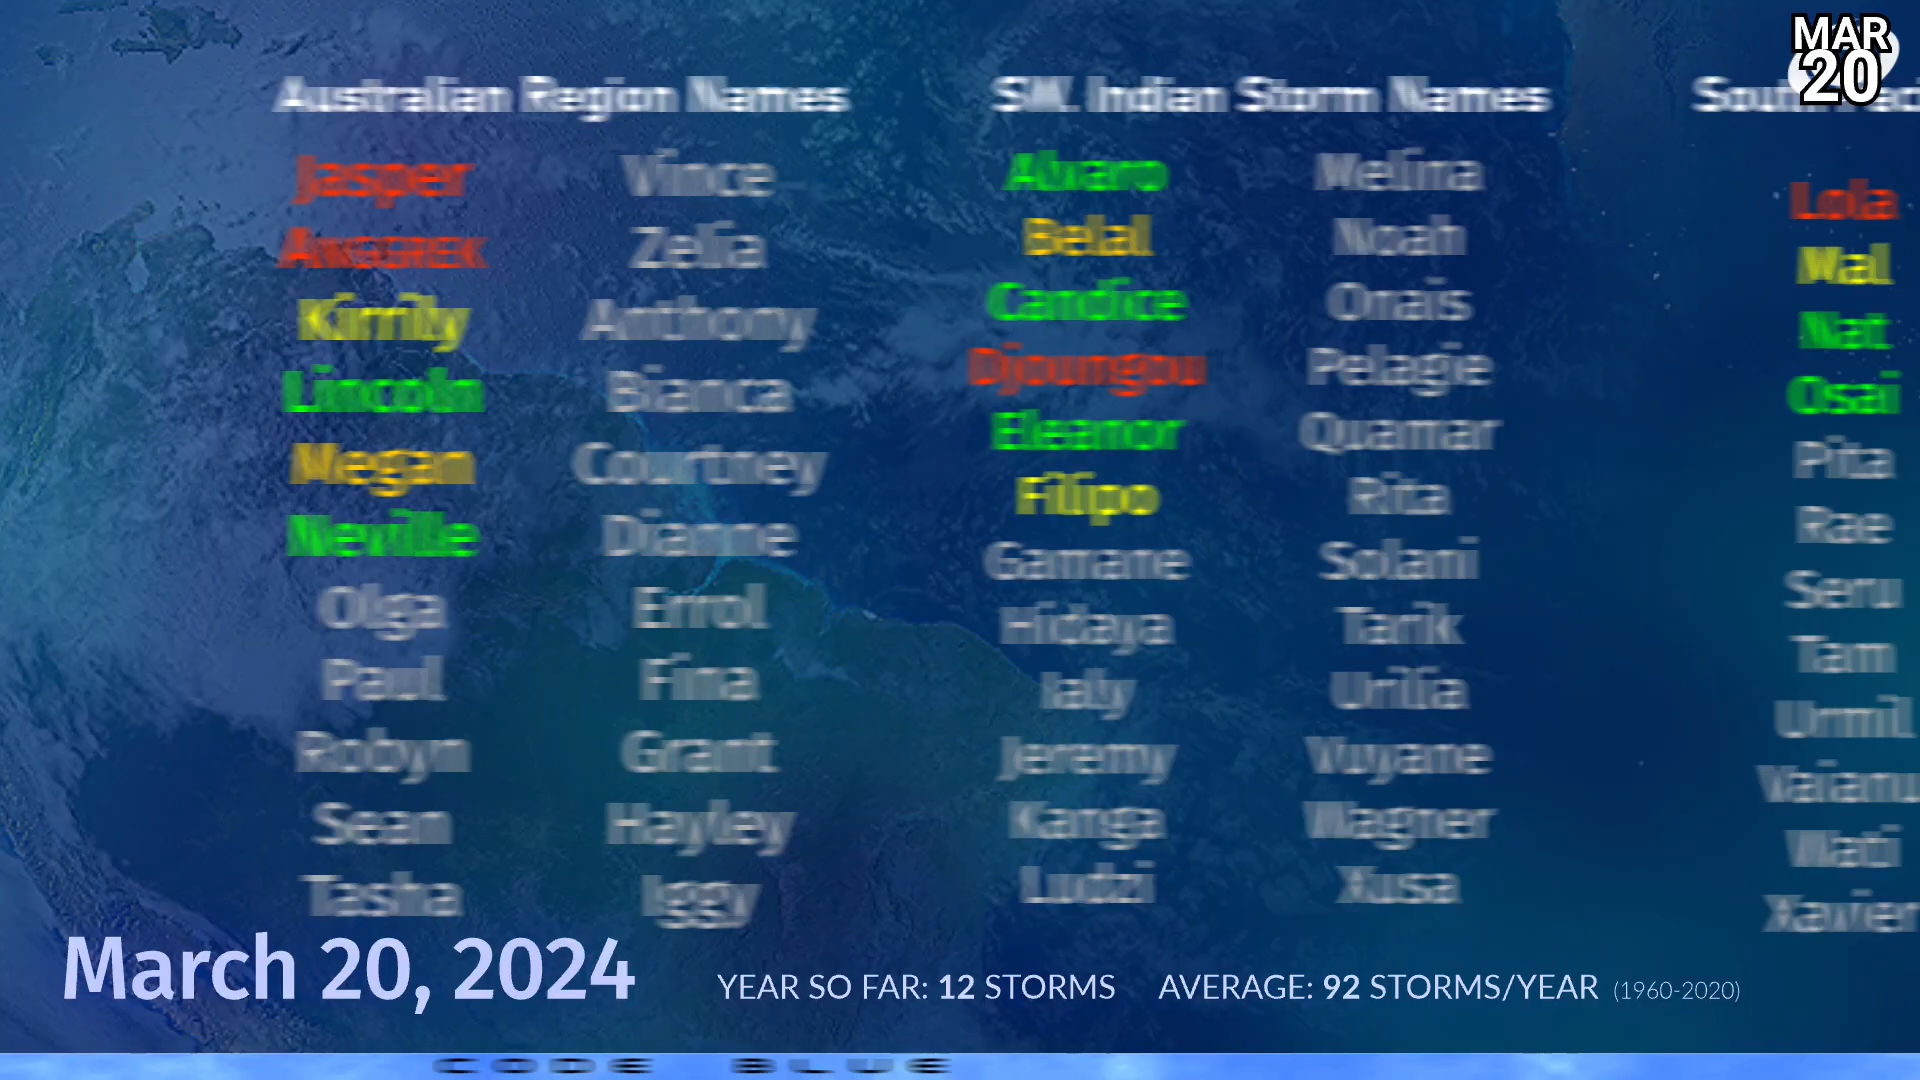 MAR
20
Australian Region Names
Jasper
Vince
Zelia
Kirrily
Anthony
Lincoln
Bianca
Megan
Courtney
Neville
Dianne
Olga
Errol
Paul
Fina
Robyn
Grant
Sean
Hayley
Tasha
Iggy
SW. Indian Storm Names
Alvaro
Melina
Belal
Noah
Candice
Onais
Djoungou
Pelagie
Eleanor
Quamar
Filipo
Rita
Gamane
Solani
Hidaya
Tarik
Ialy
Urilia
Jeremy
Vuyane
Kanga
Wagner
Ludzi
Xusa
Lola
Mal
Nat
Osai
Pita
Rae
Seru
Tam
Urmil
Vaianu
Wati
Xavier
March 20, 2024
YEAR SO FAR: 12 STORMS
AVERAGE: 92 STORMS/YEAR (1960-2020)
CODE BLUE